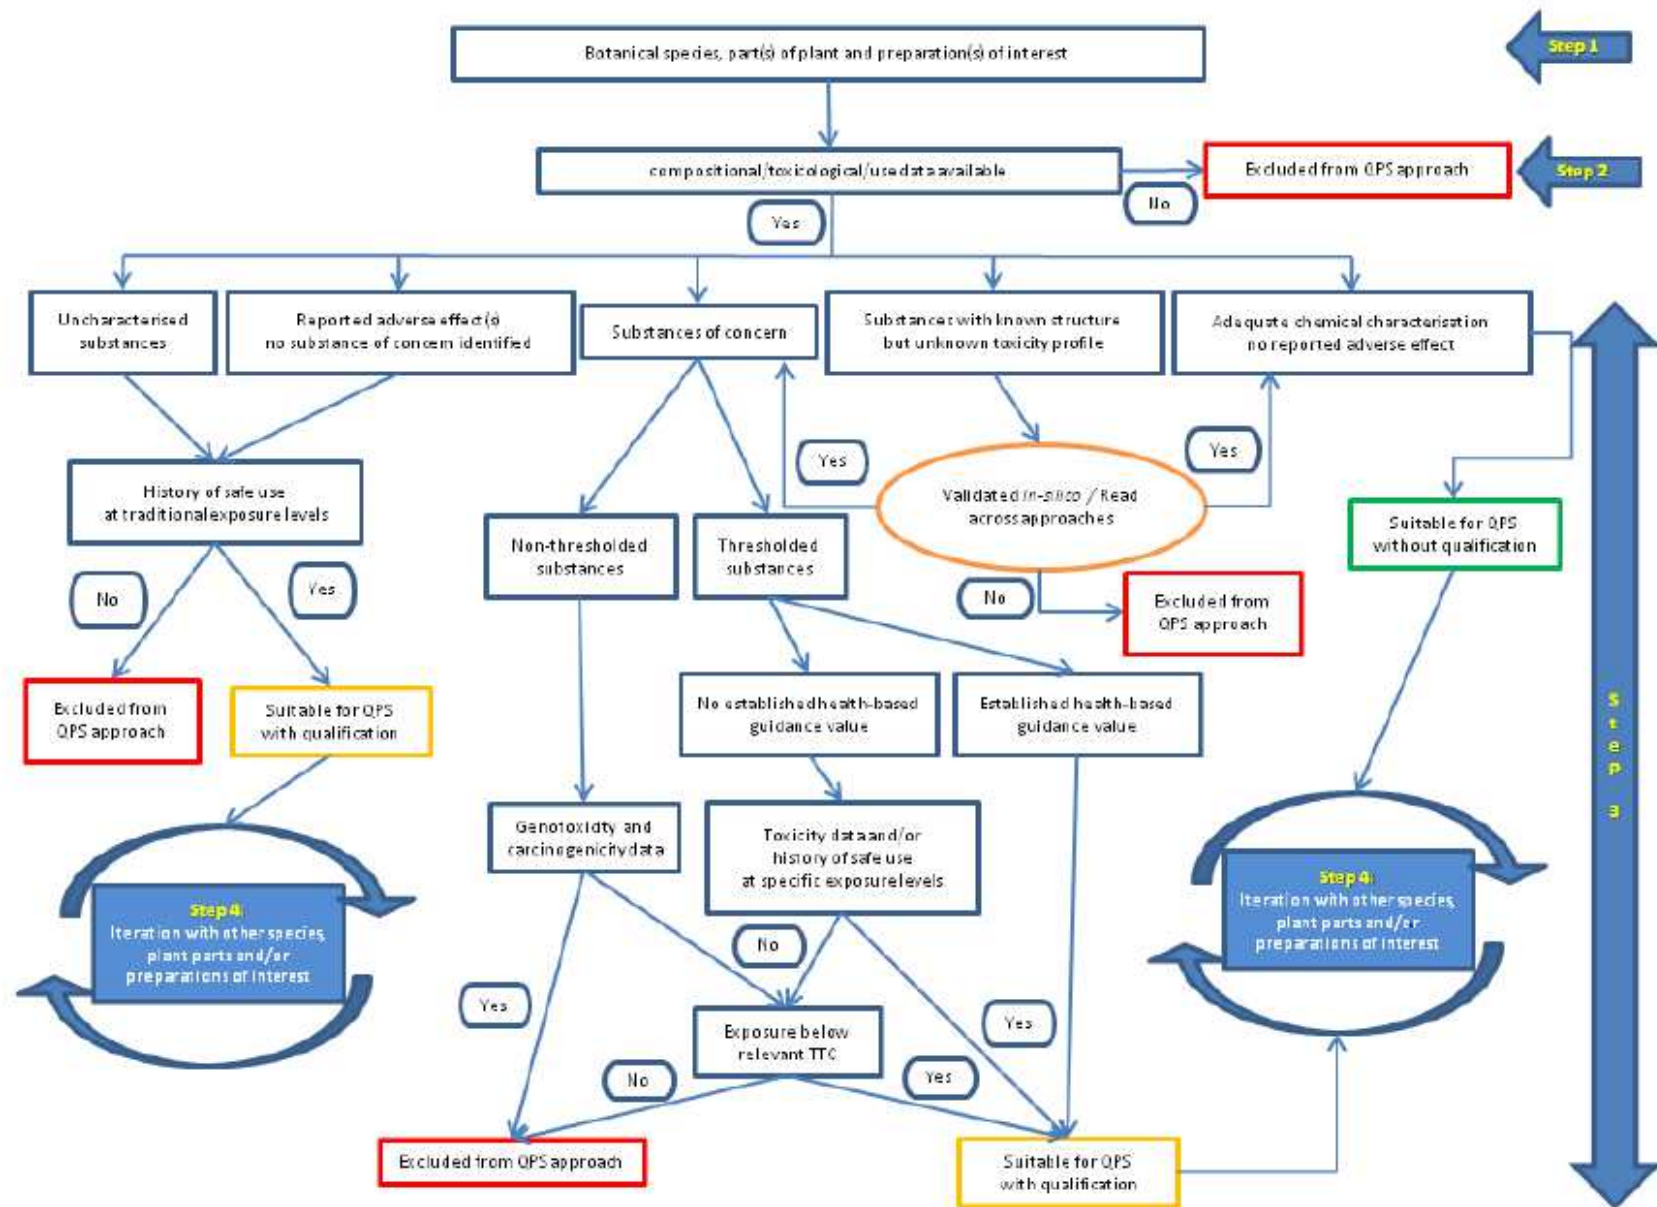 Botanical species, part(s) of plant and preparation(s) of interest
Step 1
compositional/toxicological/use data available
Excluded from QPS approach
Step 2
Yes
No
Uncharacterised
substances
Reported adverse effect(s)
no substance of concern identified
Substances of concern
Substances with known structure
but unknown toxicity profile
Adequate chemical characterisation
no reported adverse effect
Yes
Yes
History of safe use
at traditional exposure levels
Validated in-silico / Read
across approaches
Non-thresholded
substances
Thresholded
substances
Suitable for QPS
without qualification
No
Yes
No
Excluded from
QPS approach
Excluded from
QPS approach
Suitable for QPS
with qualification
No established health-based
guidance value
Established health-based
guidance value
Step 3
Genotoxicity and
carcinogenicity data
Toxicity data and/or
history of safe use
at specific exposure levels
Step 4:
Iteration with other species,
plant parts and/or
preparations of interest
Step 4:
Iteration with other species,
plant parts and/or
preparations of interest
No
Yes
Yes
Exposure below
relevant TTC
No
Yes
Excluded from QPS approach
Suitable for QPS
with qualification